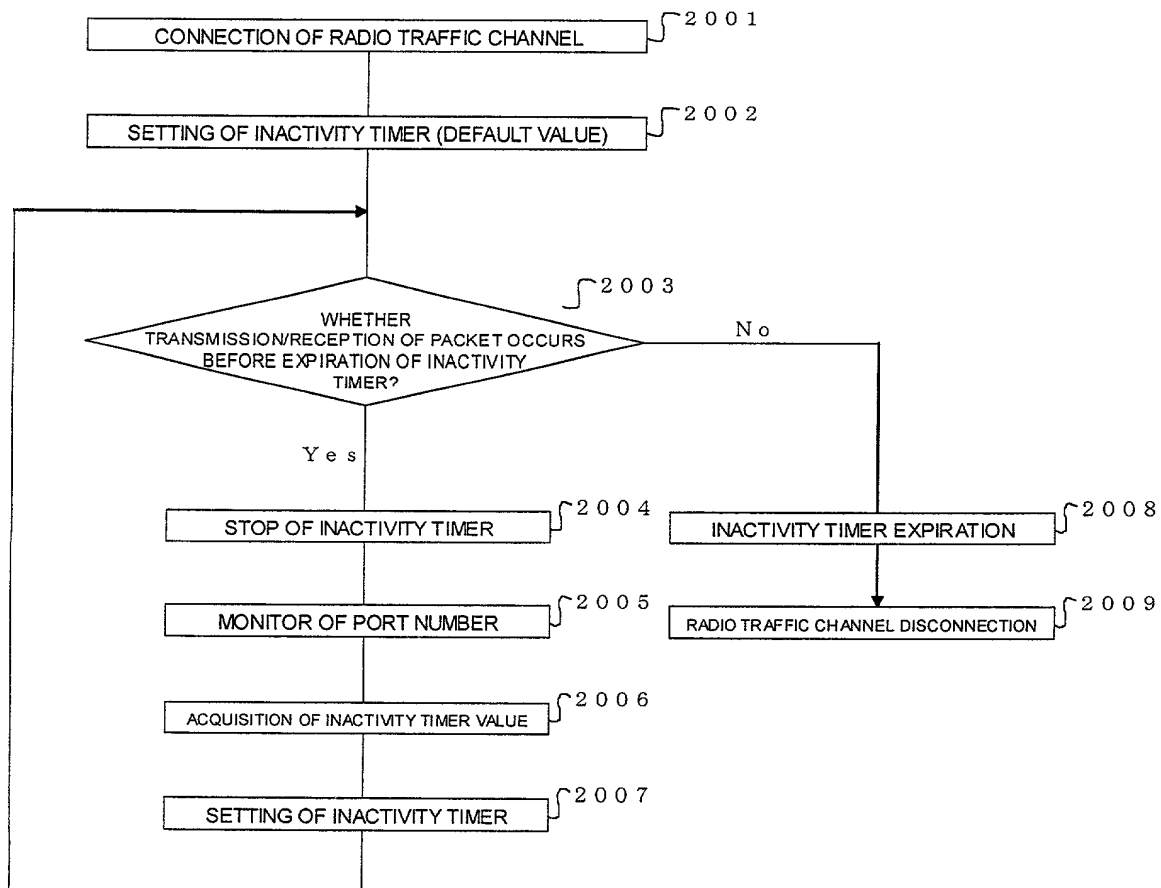 CONNECTION OF RADIO TRAFFIC CHANNEL
2001
SETTING OF INACTIVITY TIMER (DEFAULT VALUE)
2002
WHETHER
TRANSMISSION/RECEPTION OF PACKET OCCURS
BEFORE EXPIRATION OF INACTIVITY
TIMER?
2003
No
Yes
STOP OF INACTIVITY TIMER
2004
INACTIVITY TIMER EXPIRATION
2008
MONITOR OF PORT NUMBER
2005
RADIO TRAFFIC CHANNEL DISCONNECTION
2009
ACQUISITION OF INACTIVITY TIMER VALUE
2006
SETTING OF INACTIVITY TIMER
2007